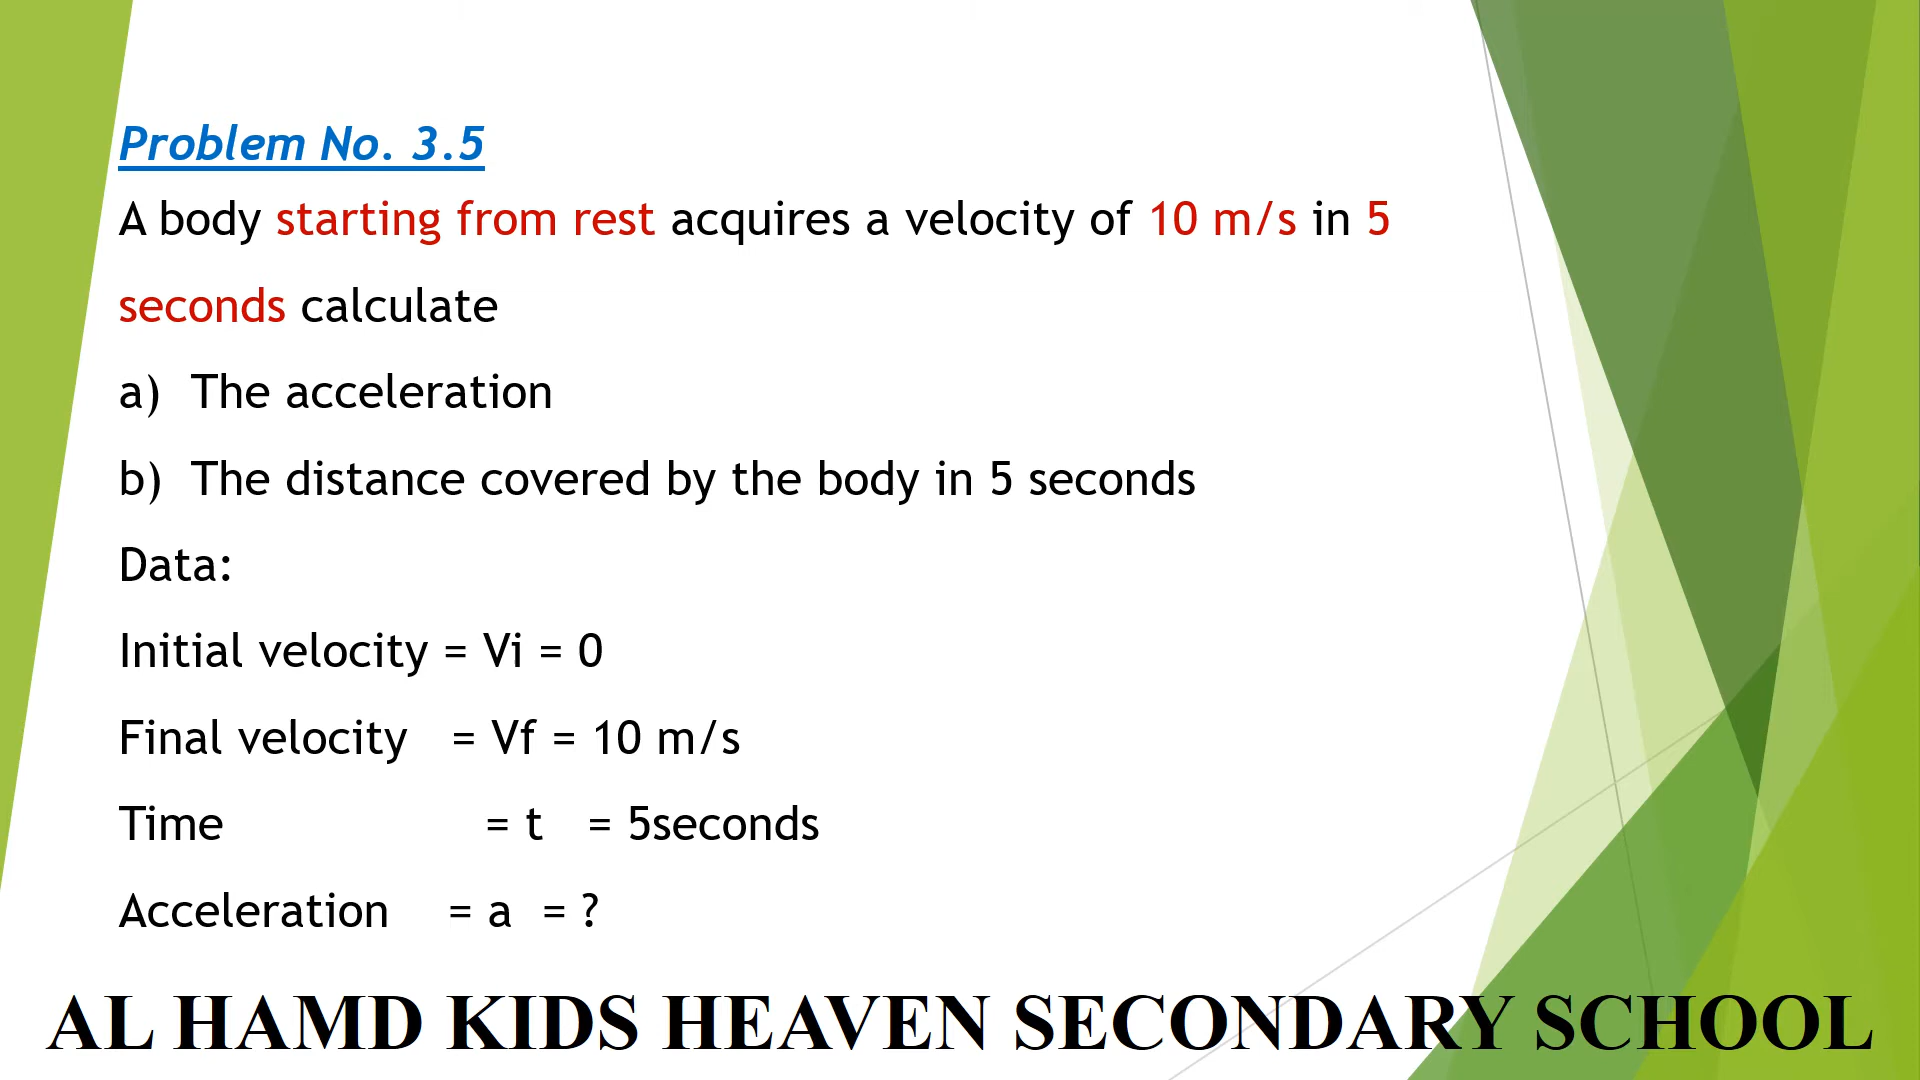 Problem No. 3.5
A body starting from rest acquires a velocity of 10 m/s in 5
seconds calculate
a) The acceleration
b) The distance covered by the body in 5 seconds
Data:
Initial velocity = Vi = 0
Final velocity = Vf = 10 m/s
Time = t = 5seconds
Acceleration = a = ?
AL HAMD KIDS HEAVEN SECONDARY SCHOOL